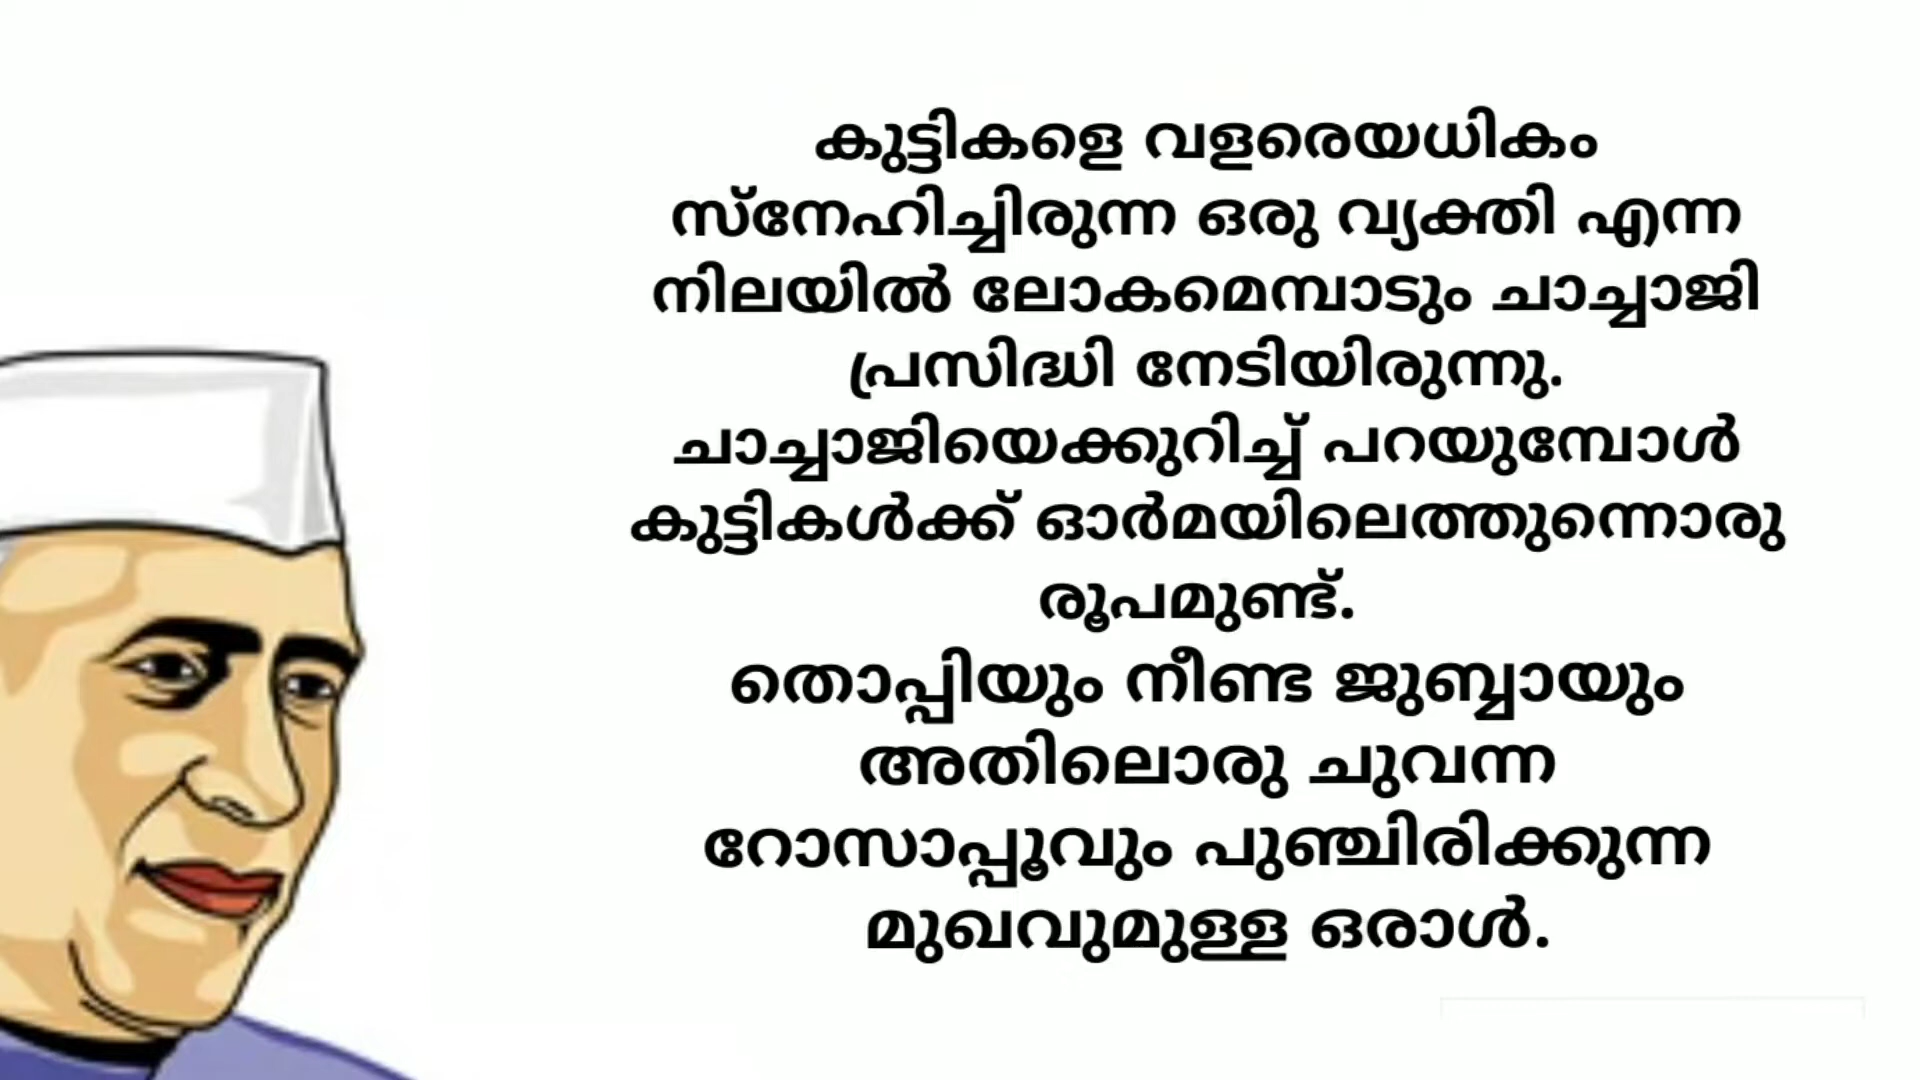 കുട്ടികളെ വളരെയധികം
സ്നേഹിച്ചിരുന്ന ഒരു വ്യക്തി എന്ന
നിലയിൽ ലോകമെമ്പാടും ചാച്ചാജി
പ്രസിദ്ധി നേടിയിരുന്നു.
ചാച്ചാജിയെക്കുറിച്ച് പറയുമ്പോൾ
കുട്ടികൾക്ക് ഓർമയിലെത്തുന്നൊരു
രൂപമുണ്ട്.
തൊപ്പിയും നീണ്ട ജുബ്ബായും
അതിലൊരു ചുവന്ന
റോസാപ്പൂവും പുഞ്ചിരിക്കുന്ന
മുഖവുമുള്ള ഒരാൾ.